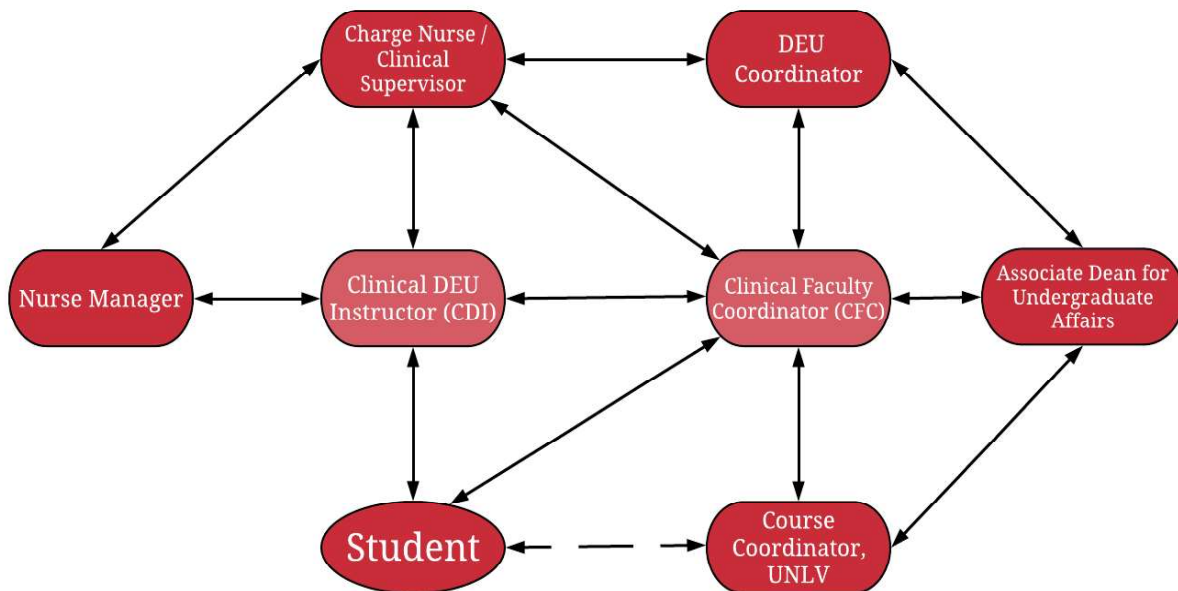 Charge Nurse /
Clinical
Supervisor
DEU
Coordinator
Nurse Manager
Clinical DEU
Instructor (CDI)
Clinical Faculty
Coordinator (CFC)
Associate Dean for
Undergraduate
Affairs
Student
Course
Coordinator,
UNLV